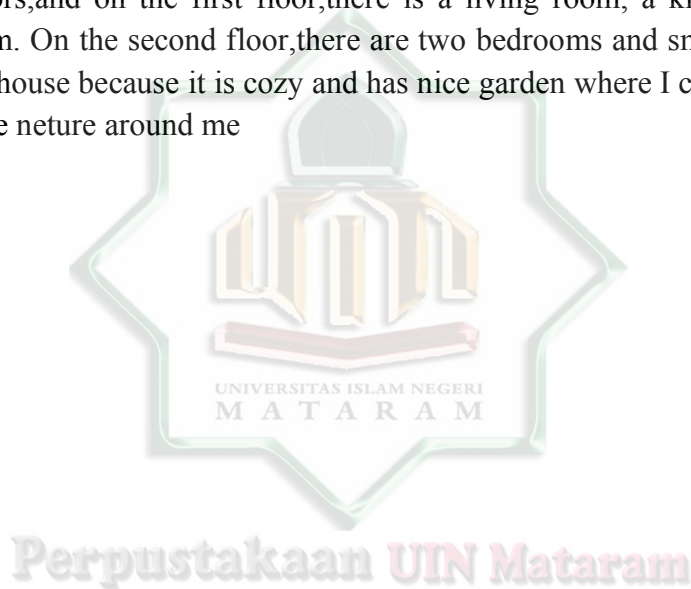 ors,and on the first floor,there is a living room, a k
m. On the second floor,there are two bedrooms and sm
house because it is cozy and has nice garden where I c
e neture around me
UNIVERSITAS ISLAM NEGERI
MATARAM
Perpustakaan UIN Mataram